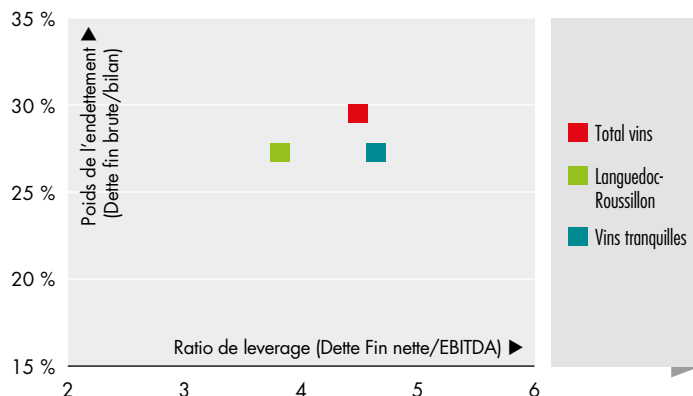 35 %
30 %
25 %
20 %
15 %
Poids de l'endettement
(Dette fin brute/bilan)
Ratio de leverage (Dette Fin nette/EBITDA)
2 3 4 5 6
Total vins
Languedoc-
Roussillon
Vins tranquilles